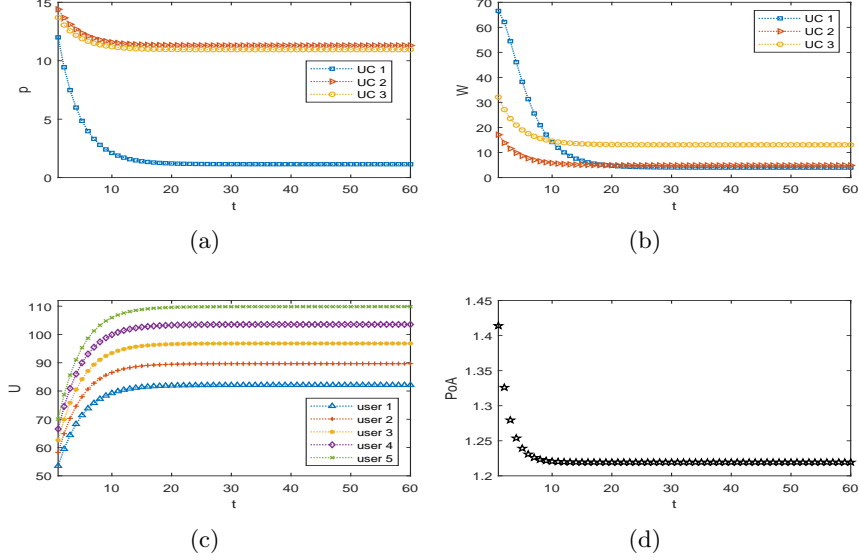 15
10
5
0
p
10 20 30 40 50 60
t
UC 1
UC 2
UC 3
(a)
70
60
50
40
30
20
10
0
W
10 20 30 40 50 60
t
UC 1
UC 2
UC 3
(b)
110
100
90
80
70
60
50
U
10 20 30 40 50 60
t
user 1
user 2
user 3
user 4
user 5
(c)
1.45
1.4
1.35
1.3
1.25
1.2
PoA
10 20 30 40 50 60
t
(d)